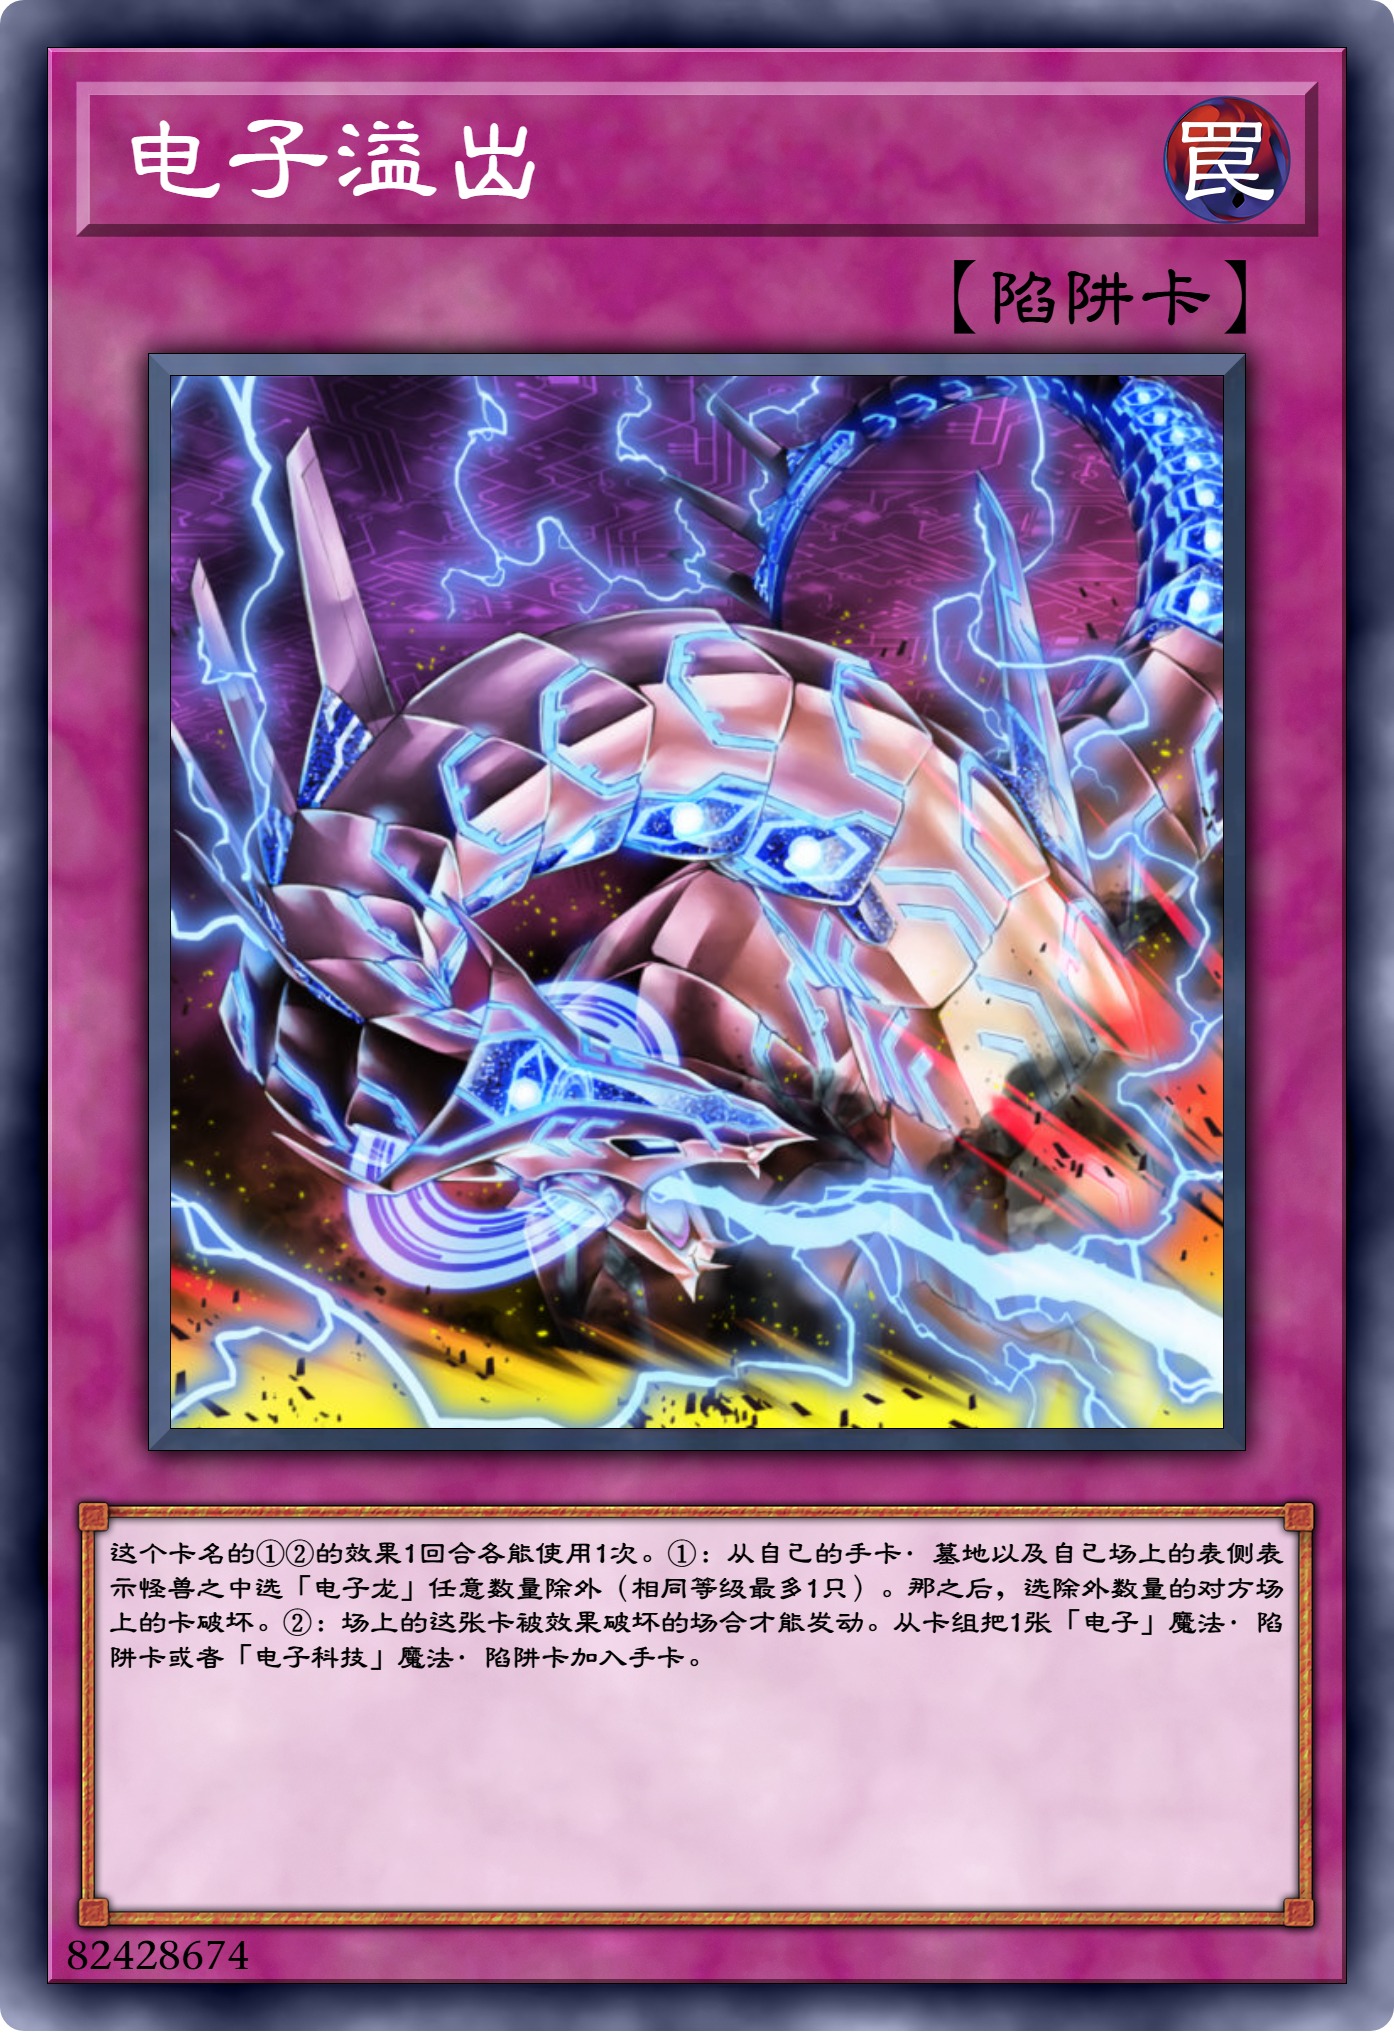 电子溢出
罠
【陷阱卡】
这个卡名的①②的效果1回合各能使用1次。①：从自己的手卡·墓地以及自己场上的表侧表
示怪兽之中选「电子龙」任意数量除外（相同等级最多1只）。那之后，选除外数量的对方场
上的卡破坏。②：场上的这张卡被效果破坏的场合才能发动。从卡组把1张「电子」魔法·陷
阱卡或者「电子科技」魔法·陷阱卡加入手卡。
82428674